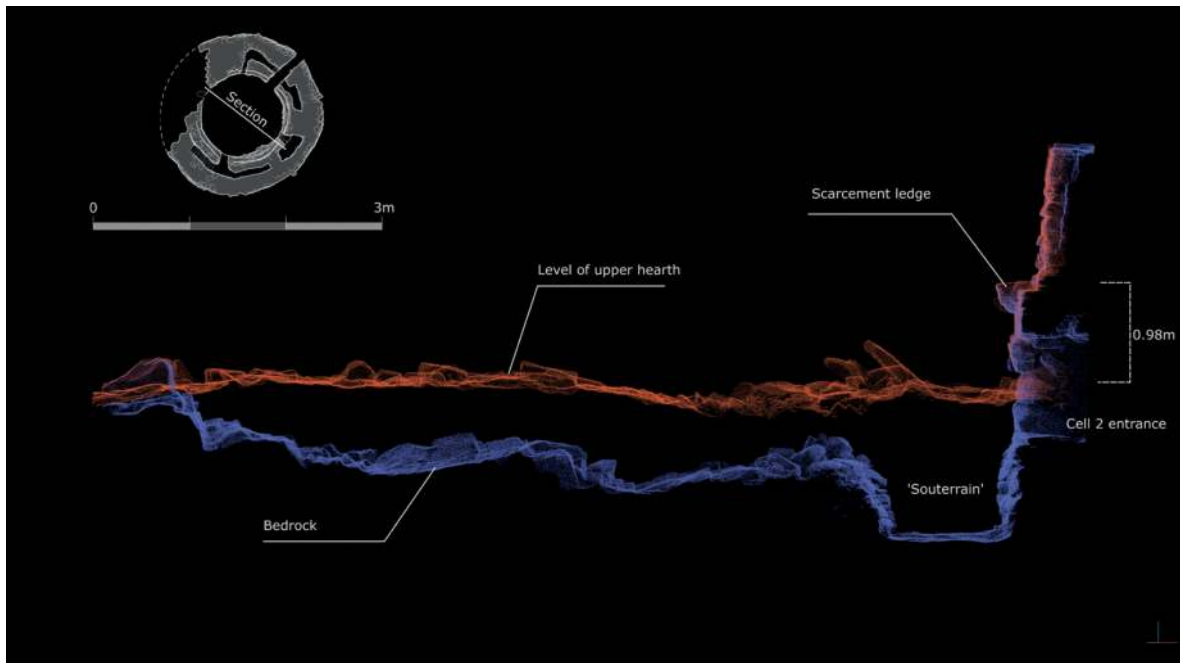 Section
0
3m
Scarcement ledge
Level of upper hearth
0.98m
Cell 2 entrance
'Souterrain'
Bedrock